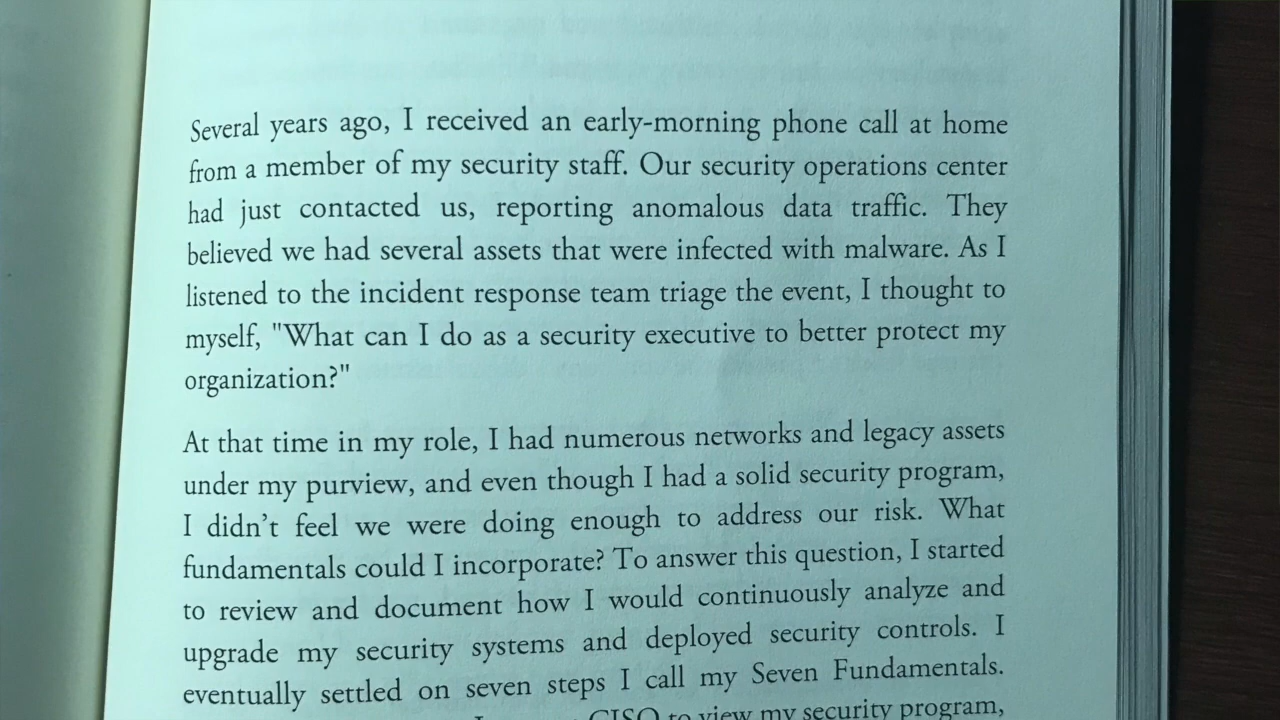 Several years ago, I received an early-morning phone call at home
from a member of my security staff. Our security operations center
had just contacted us, reporting anomalous data traffic. They
believed we had several assets that were infected with malware. As I
listened to the incident response team triage the event, I thought to
myself, "What can I do as a security executive to better protect my
organization?"
At that time in my role, I had numerous networks and legacy assets
under my purview, and even though I had a solid security program,
I didn’t feel we were doing enough to address our risk. What
fundamentals could I incorporate? To answer this question, I started
to review and document how I would continuously analyze and
upgrade my security systems and deployed security controls. I
eventually settled on seven steps I call my Seven Fundamentals.
CISO to view my security program,